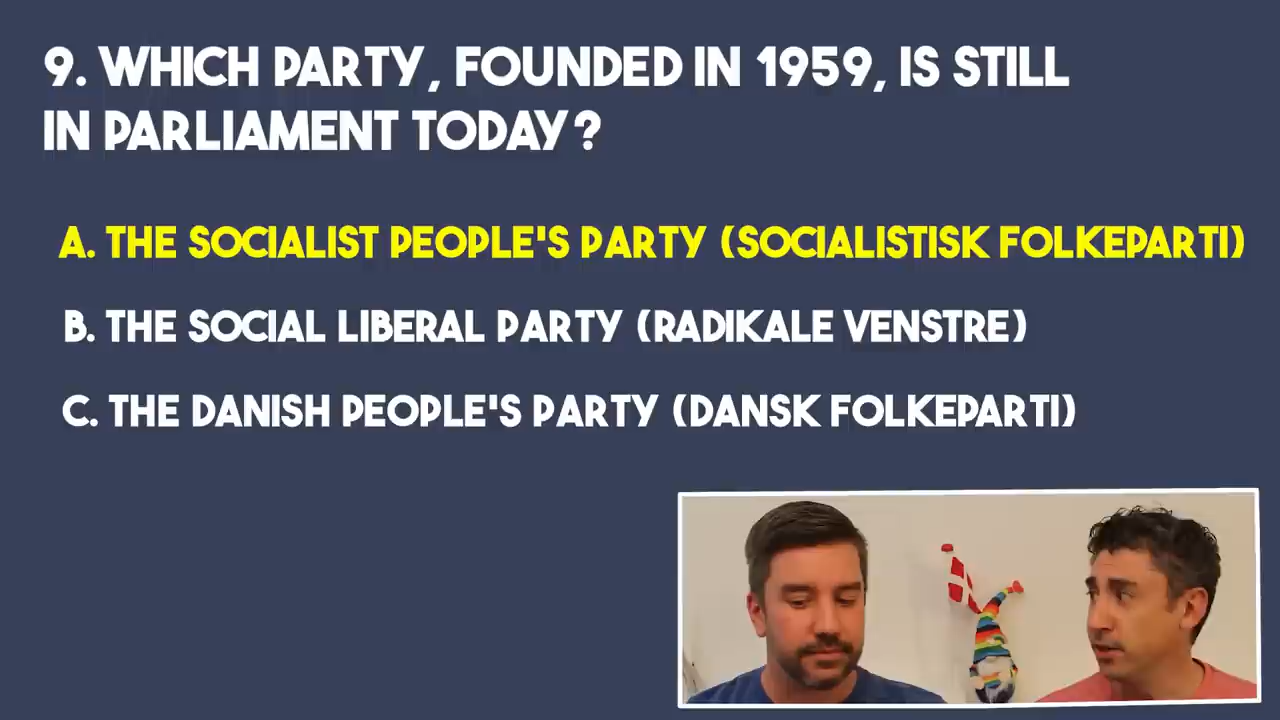 9. WHICH PARTY, FOUNDED IN 1959, IS STILL
IN PARLIAMENT TODAY?
A. THE SOCIALIST PEOPLE'S PARTY (SOCIALISTISK FOLKEPARTI)
B. THE SOCIAL LIBERAL PARTY (RADIKALE VENSTRE)
C. THE DANISH PEOPLE'S PARTY (DANSK FOLKEPARTI)